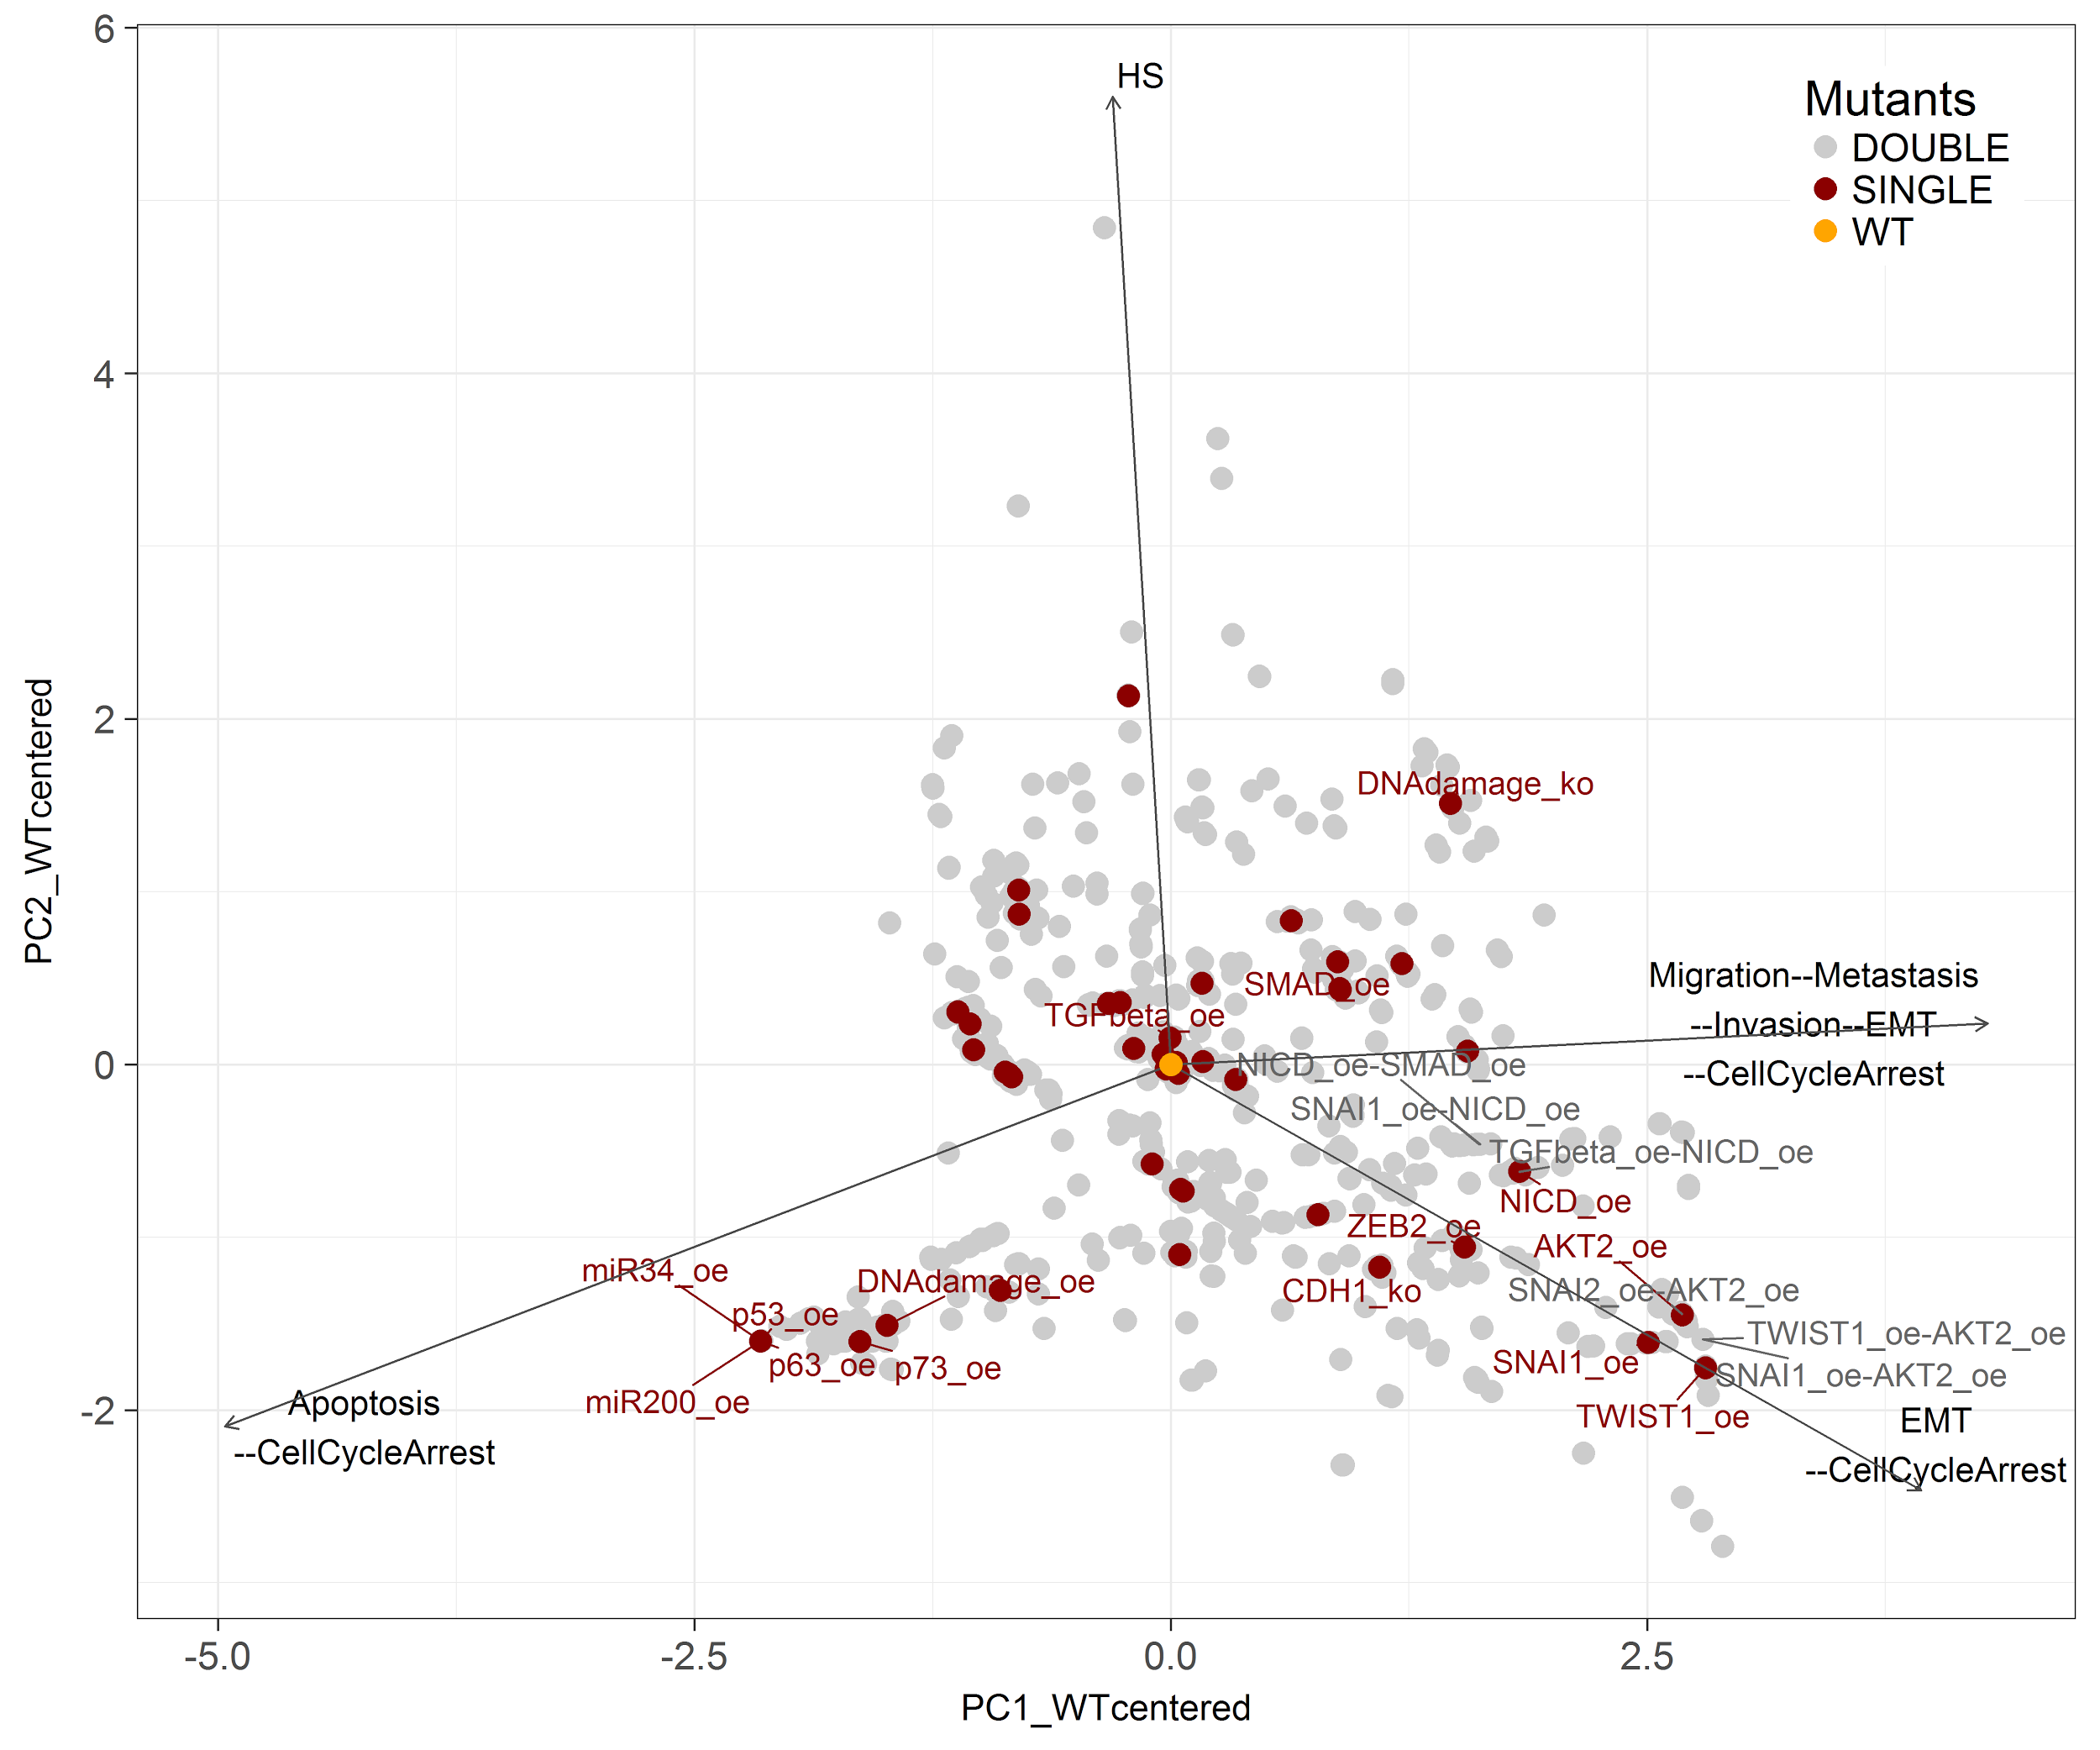 6
4
2
0
-2
PC2_WTcentered
HS
Mutants
DOUBLE
SINGLE
WT
DNAdamage_ko
SMAD_oe
TGFbeta_oe
Migration--Metastasis
--Invasion--EMT
--CellCycleArrest
NICD_oe-SMAD_oe
SNAI1_oe-NICD_oe
TGFbeta_oe-NICD_oe
NICD_oe
ZEB2_oe
AKT2_oe
CDH1_ko
SNAI2_oe-AKT2_oe
TWIST1_oe-AKT2_oe
SNAI1_oe
SNAI1_oe-AKT2_oe
TWIST1_oe
EMT
--CellCycleArrest
miR34_oe
DNAdamage_oe
p53_oe
p63_oe
p73_oe
miR200_oe
Apoptosis
--CellCycleArrest
-5.0
-2.5
0.0
2.5
PC1_WTcentered